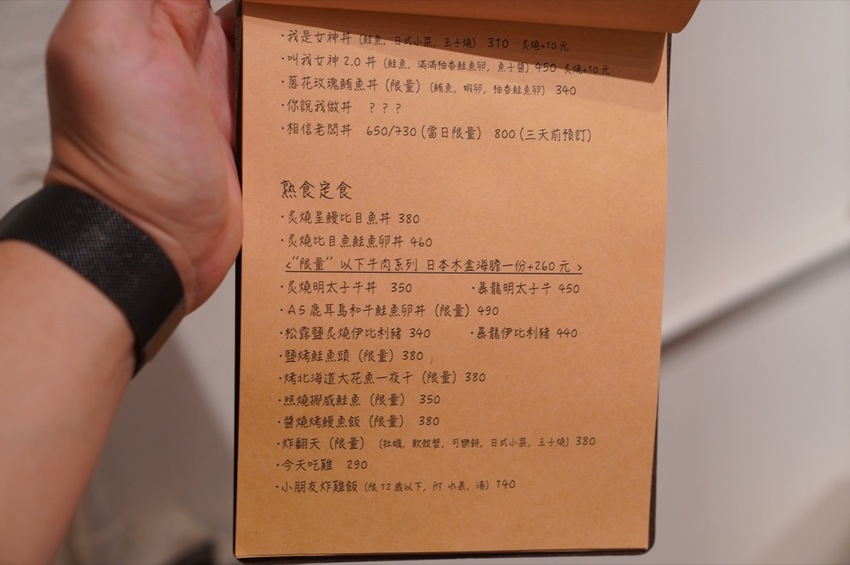 ·我是女神丼 (鮭魚, 日式小菜, 玉子燒) 310 炙燒+10元
·叫我女神 2.0 丼 (鮭魚, 滿滿柚香鮭魚卵, 魚子醬) 450 炙燒+10元
·蔥花玫瑰鮪魚丼 (限量) (鮪魚, 蝦卵, 柚香鮭魚卵) 340
·你說我做丼 ? ? ?
·相信老闆丼 650/730 (當日限量) 800 (三天前預訂)
熟食定食
·炙燒星鰻比目魚丼 380
·炙燒比目魚鮭魚卵丼 460
<"限量" 以下牛肉系列 日本木盒海膽一份+260元>
·炙燒明太子牛丼 350 ·暴龍明太子牛 450
·A5鹿耳島和牛鮭魚卵丼 (限量) 490
·松露鹽炙燒伊比利豬 340 ·暴龍伊比利豬 440
·鹽烤鮭魚頭 (限量) 380
·烤北海道大花魚一夜干 (限量) 380
·照燒挪威鮭魚 (限量) 350
·醬燒烤鰻魚飯 (限量) 380
·炸翻天 (限量) (牡蠣, 軟殼蟹, 可樂餅, 日式小菜, 玉子燒) 380
·今天吃雞 290
·小朋友炸雞飯 (限12歲以下, 附 水果, 湯) 140